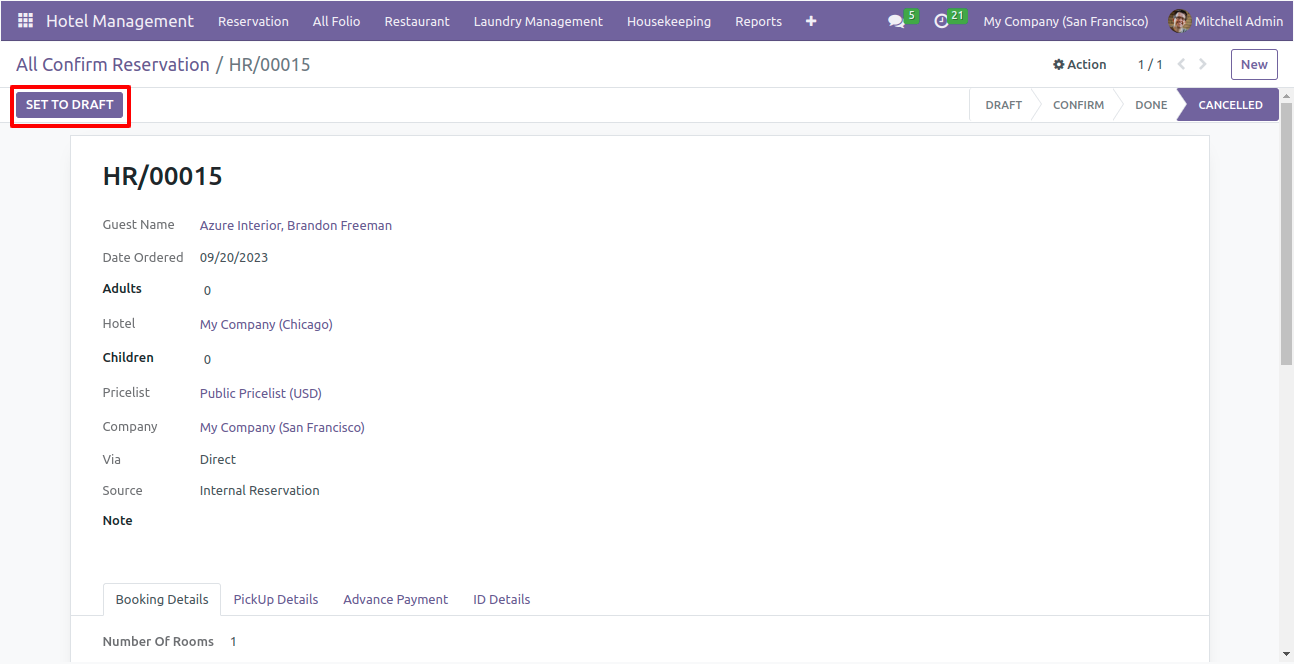 Hotel Management Reservation All Folio Restaurant Laundry Management Housekeeping Reports + 5 21 My Company (San Francisco) Mitchell Admin
All Confirm Reservation / HR/00015 Action 1 / 1 New
SET TO DRAFT DRAFT CONFIRM DONE CANCELLED
HR/00015
Guest Name Azure Interior, Brandon Freeman
Date Ordered 09/20/2023
Adults 0
Hotel My Company (Chicago)
Children 0
Pricelist Public Pricelist (USD)
Company My Company (San Francisco)
Via Direct
Source Internal Reservation
Note
Booking Details PickUp Details Advance Payment ID Details
Number Of Rooms 1